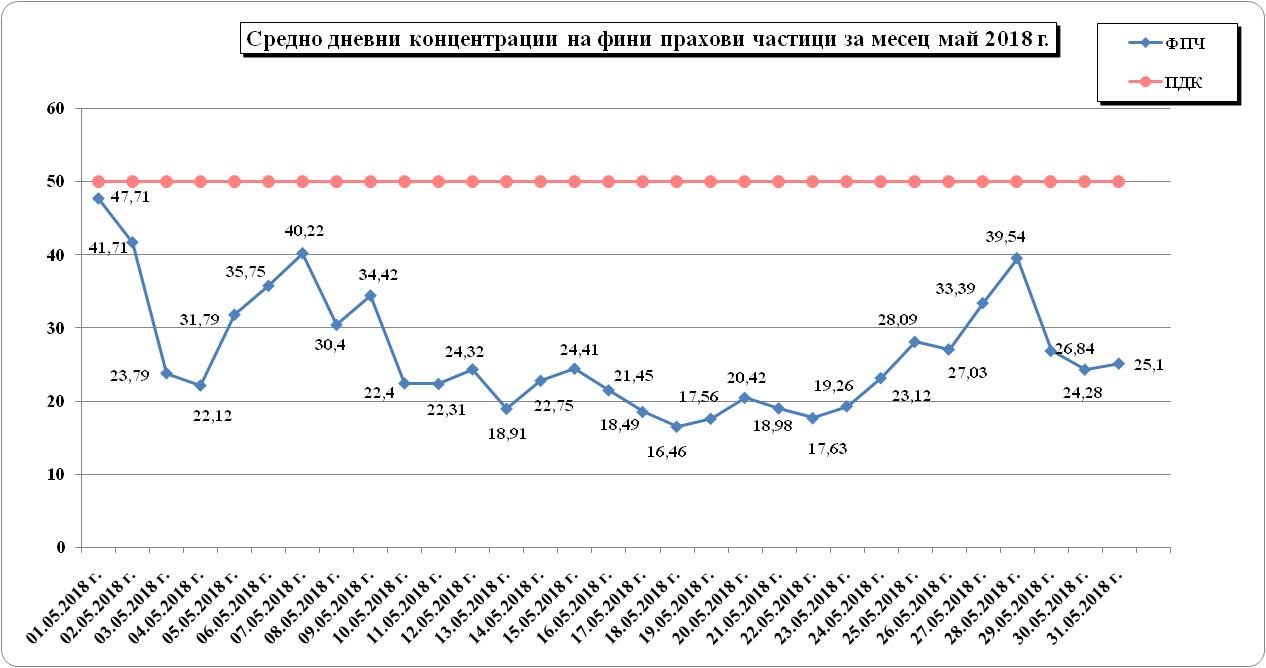 Средно дневни концентрации на фини прахови частици за месец май 2018 г.
ФПЧ
ПДК
60
50
40
30
20
10
0
47,71
41,71
23,79
22,12
31,79
35,75
40,22
30,4
34,42
22,4
22,31
24,32
18,91
22,75
24,41
21,45
18,49
16,46
17,56
20,42
18,98
17,63
19,26
23,12
28,09
27,03
33,39
39,54
26,84
24,28
25,1
01.05.2018 г.
02.05.2018 г.
03.05.2018 г.
04.05.2018 г.
05.05.2018 г.
06.05.2018 г.
07.05.2018 г.
08.05.2018 г.
09.05.2018 г.
10.05.2018 г.
11.05.2018 г.
12.05.2018 г.
13.05.2018 г.
14.05.2018 г.
15.05.2018 г.
16.05.2018 г.
17.05.2018 г.
18.05.2018 г.
19.05.2018 г.
20.05.2018 г.
21.05.2018 г.
22.05.2018 г.
23.05.2018 г.
24.05.2018 г.
25.05.2018 г.
26.05.2018 г.
27.05.2018 г.
28.05.2018 г.
29.05.2018 г.
30.05.2018 г.
31.05.2018 г.